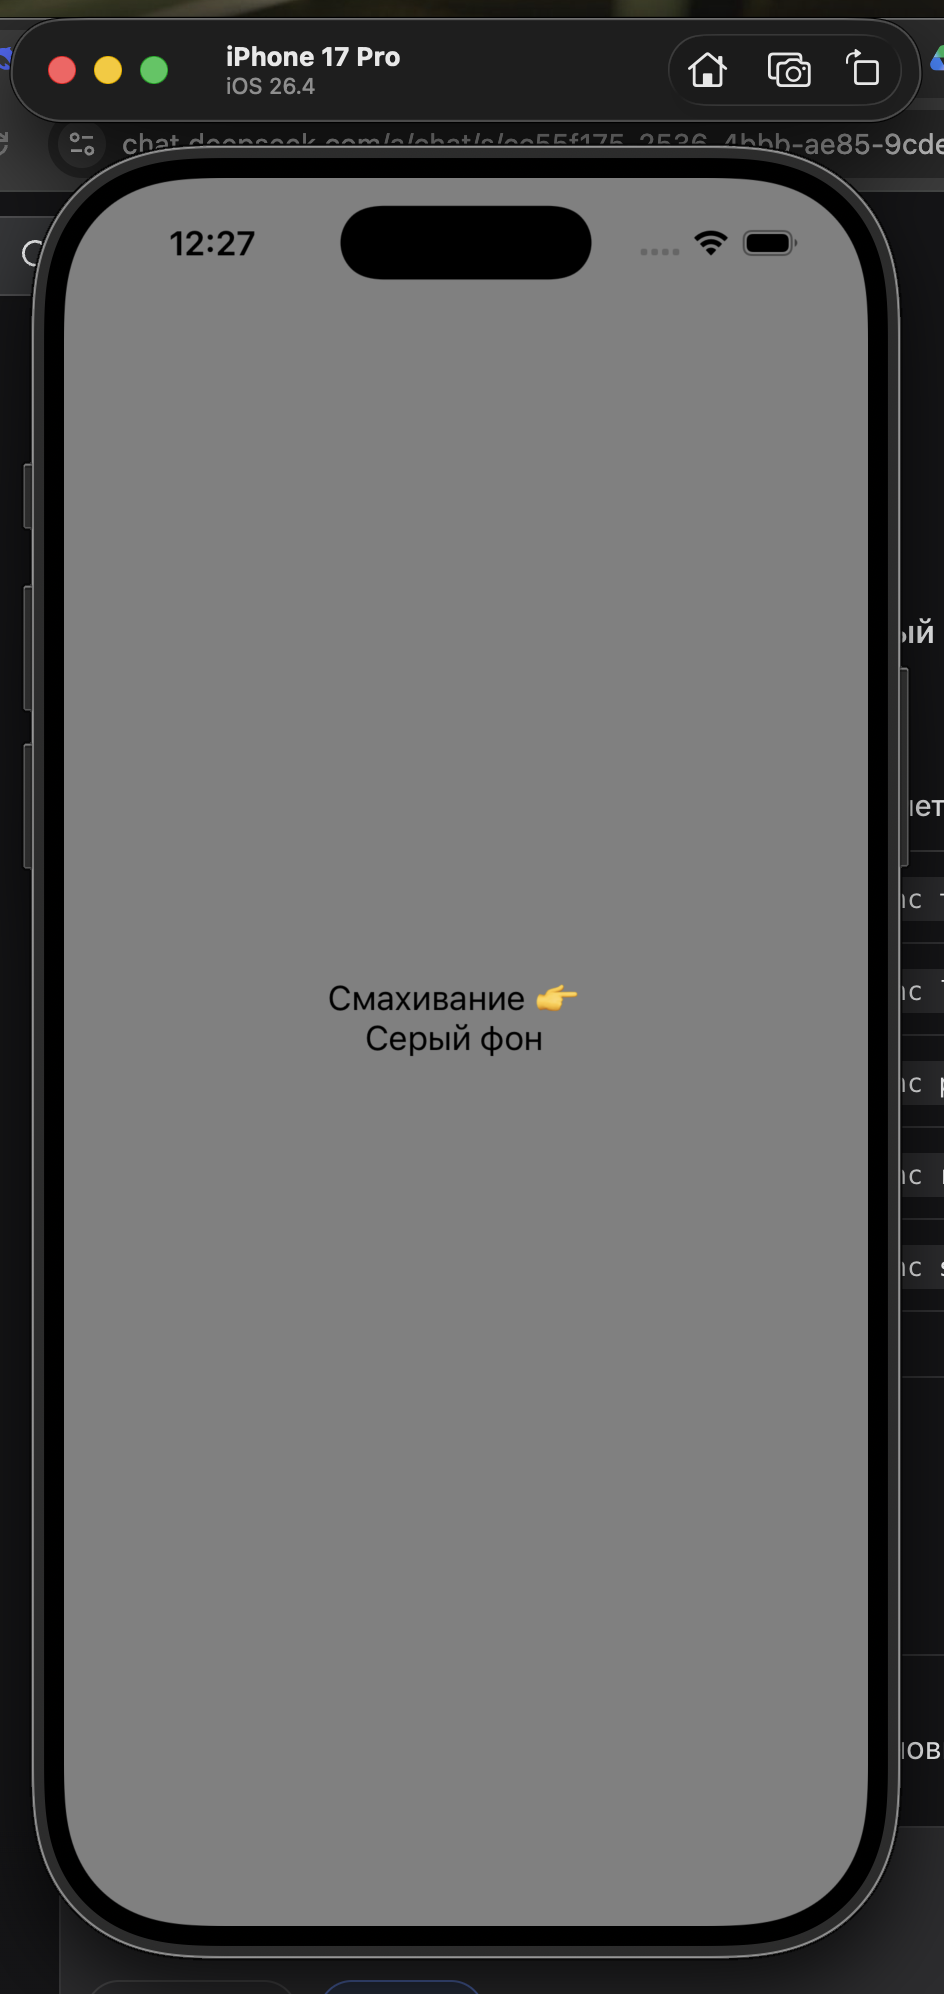 iPhone 17 Pro
iOS 26.4
12:27
Смахивание 👉
Серый фон